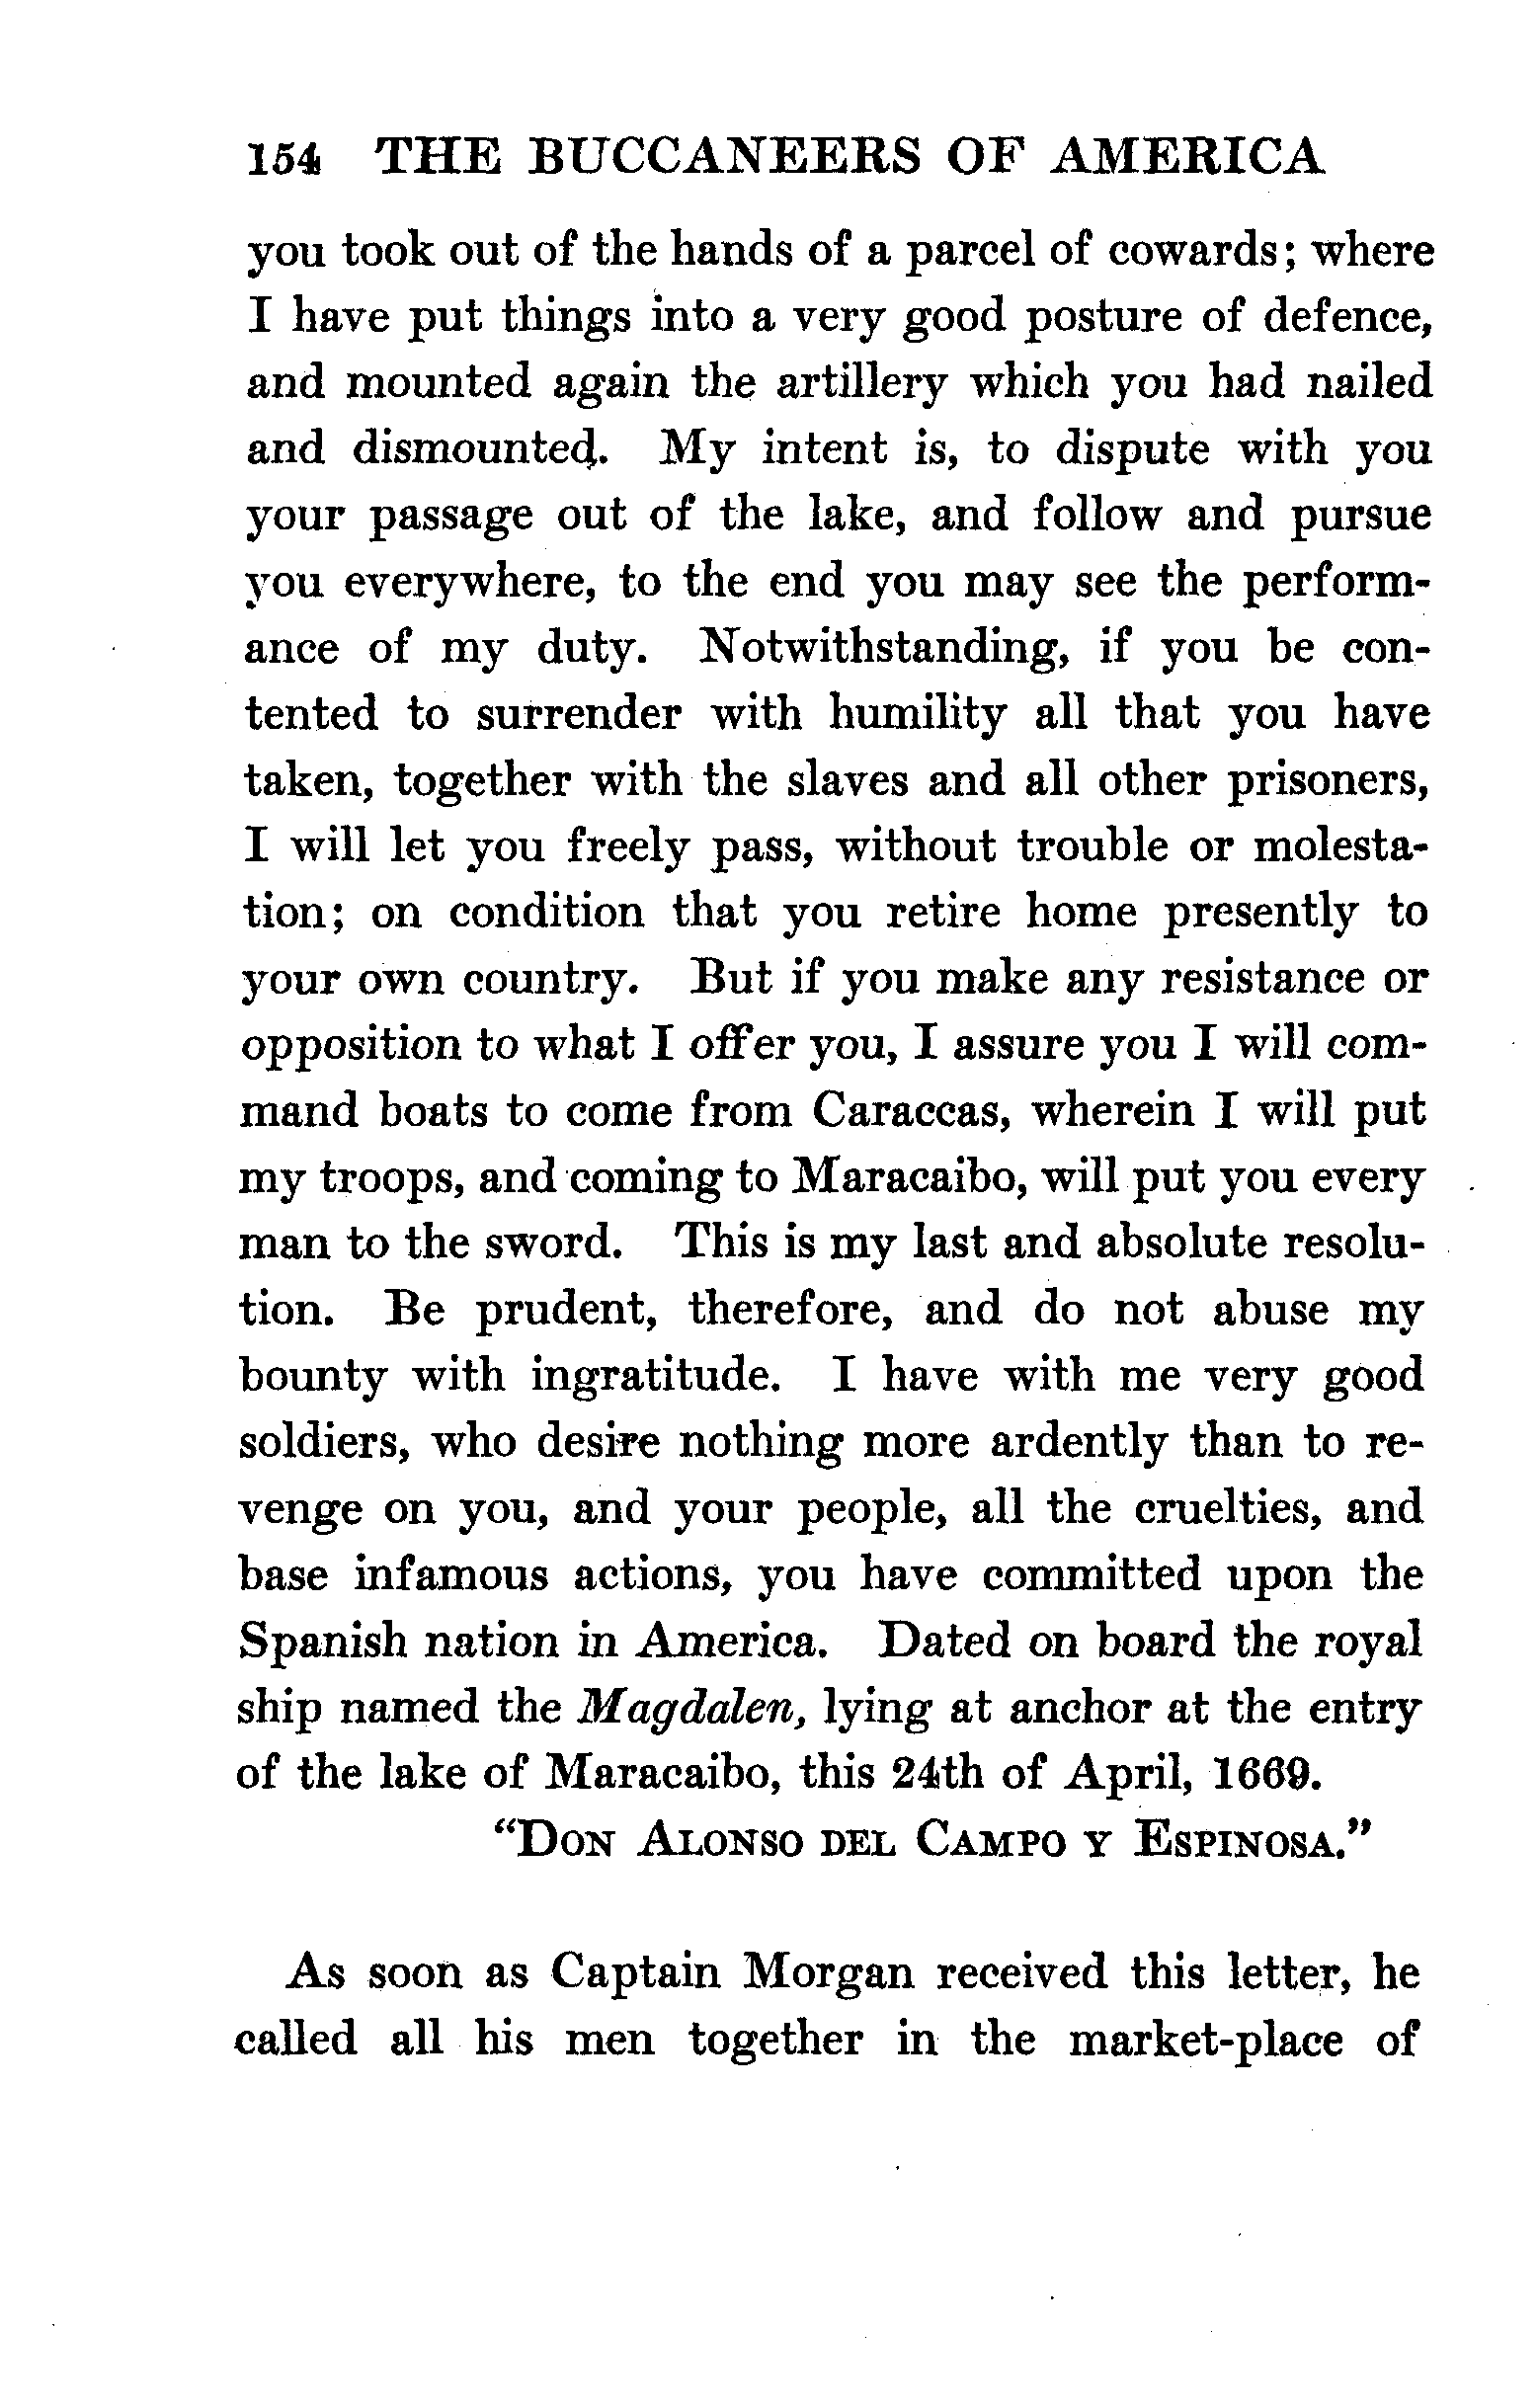 154 THE BUCCANEERS OF AMERICA
you took out of the hands of a parcel of cowards; where
I have put things into a very good posture of defence,
and mounted again the artillery which you had nailed
and dismounted. My intent is, to dispute with you
your passage out of the lake, and follow and pursue
you everywhere, to the end you may see the perform-
ance of my duty. Notwithstanding, if you be con-
tented to surrender with humility all that you have
taken, together with the slaves and all other prisoners,
I will let you freely pass, without trouble or molesta-
tion; on condition that you retire home presently to
your own country. But if you make any resistance or
opposition to what I offer you, I assure you I will com-
mand boats to come from Caraccas, wherein I will put
my troops, and coming to Maracaibo, will put you every
man to the sword. This is my last and absolute resolu-
tion. Be prudent, therefore, and do not abuse my
bounty with ingratitude. I have with me very good
soldiers, who desire nothing more ardently than to re-
venge on you, and your people, all the cruelties, and
base infamous actions, you have committed upon the
Spanish nation in America. Dated on board the royal
ship named the Magdalen, lying at anchor at the entry
of the lake of Maracaibo, this 24th of April, 1669.
"DON ALONSO DEL CAMPO Y ESPINOSA."
As soon as Captain Morgan received this letter, he
called all his men together in the market-place of